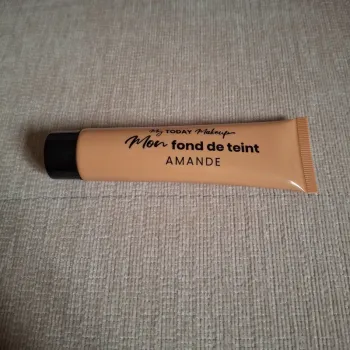 My TODAY Makeup
Mon fond de teint
AMANDE